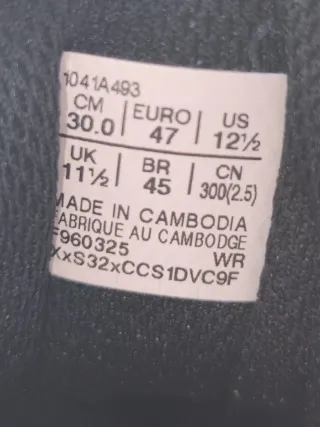 1041A493
CM EURO US
30.0 47 12½
UK BR CN
11½ 45 300(2.5)
MADE IN CAMBODIA
FABRIQUE AU CAMBODGE
F960325 WR
XxS32xCCS1DVC9F